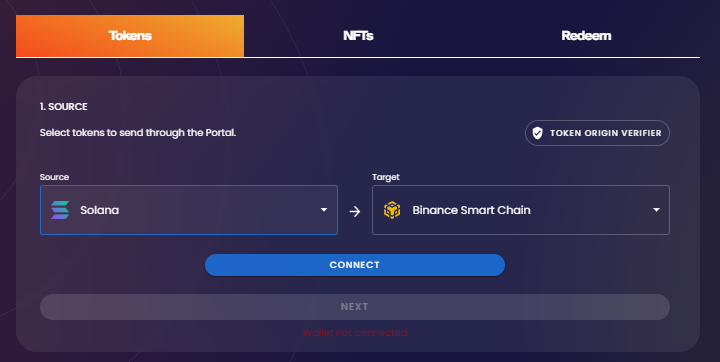 Tokens NFTs Redeem
1. SOURCE
Select tokens to send through the Portal.
TOKEN ORIGIN VERIFIER
Source Target
Solana Binance Smart Chain
CONNECT
NEXT
Wallet not connected